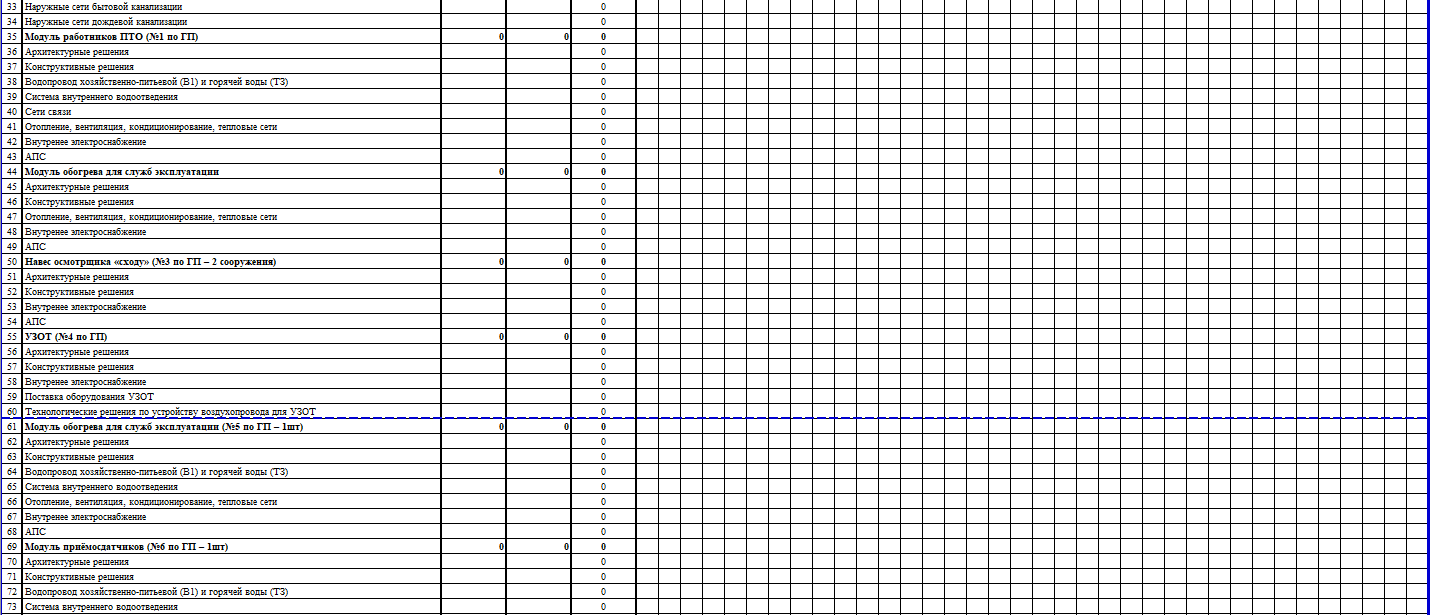 33 Наружные сети бытовой канализации 0
34 Наружные сети дождевой канализации 0
35 Модуль работников ПТО (№1 по ГП) 0 0 0
36 Архитектурные решения 0
37 Конструктивные решения 0
38 Водопровод хозяйственно-питьевой (В1) и горячей воды (Т3) 0
39 Система внутреннего водоотведения 0
40 Сети связи 0
41 Отопление, вентиляция, кондиционирование, тепловые сети 0
42 Внутренее электроснабжение 0
43 АПС 0
44 Модуль обогрева для служб эксплуатации 0 0 0
45 Архитектурные решения 0
46 Конструктивные решения 0
47 Отопление, вентиляция, кондиционирование, тепловые сети 0
48 Внутренее электроснабжение 0
49 АПС 0
50 Навес осмотрщика «сходу» (№3 по ГП – 2 сооружения) 0 0 0
51 Архитектурные решения 0
52 Конструктивные решения 0
53 Внутренее электроснабжение 0
54 АПС 0
55 УЗОТ (№4 по ГП) 0 0 0
56 Архитектурные решения 0
57 Конструктивные решения 0
58 Внутренее электроснабжение 0
59 Поставка оборудования УЗОТ 0
60 Технологические решения по устройству воздухопровода для УЗОТ 0
61 Модуль обогрева для служб эксплуатации (№5 по ГП – 1шт) 0 0 0
62 Архитектурные решения 0
63 Конструктивные решения 0
64 Водопровод хозяйственно-питьевой (В1) и горячей воды (Т3) 0
65 Система внутреннего водоотведения 0
66 Отопление, вентиляция, кондиционирование, тепловые сети 0
67 Внутренее электроснабжение 0
68 АПС 0
69 Модуль приёмосдатчиков (№6 по ГП – 1шт) 0 0 0
70 Архитектурные решения 0
71 Конструктивные решения 0
72 Водопровод хозяйственно-питьевой (В1) и горячей воды (Т3) 0
73 Система внутреннего водоотведения 0